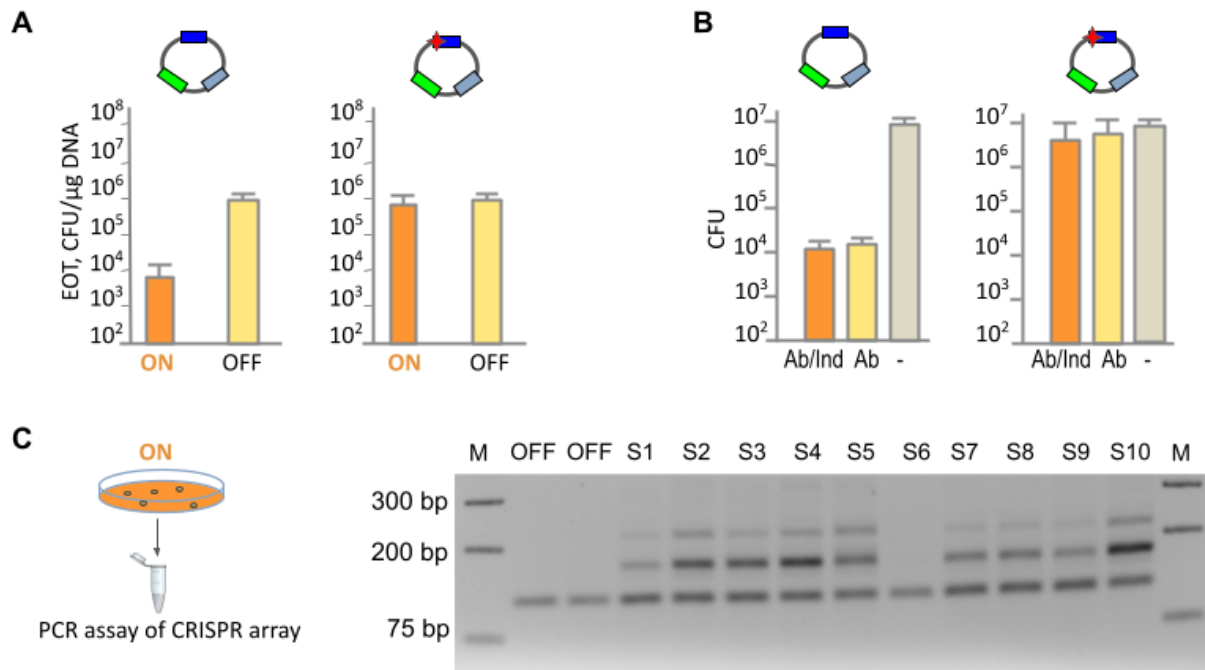 A
B
EOT, CFU/µg DNA
10⁸
10⁷
10⁶
10⁵
10⁴
10³
10²
ON OFF
10⁸
10⁷
10⁶
10⁵
10⁴
10³
10²
ON OFF
CFU
10⁷
10⁶
10⁵
10⁴
10³
10²
Ab/Ind Ab -
10⁷
10⁶
10⁵
10⁴
10³
10²
Ab/Ind Ab -
C
ON
PCR assay of CRISPR array
M OFF OFF S1 S2 S3 S4 S5 S6 S7 S8 S9 S10 M
300 bp
200 bp
75 bp